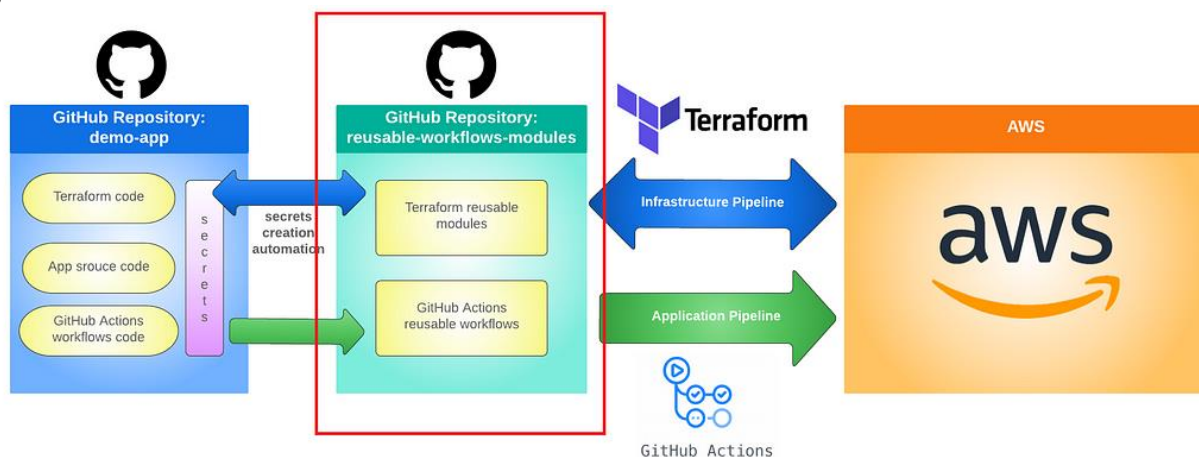 GitHub Repository:
demo-app
Terraform code
App srouce code
GitHub Actions
workflows code
secrets
secrets
creation
automation
GitHub Repository:
reusable-workflows-modules
Terraform reusable
modules
GitHub Actions
reusable workflows
Terraform
Infrastructure Pipeline
Application Pipeline
GitHub Actions
AWS
aws